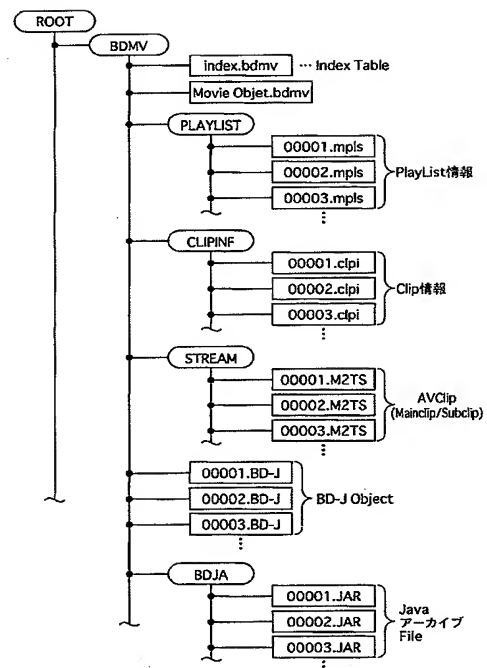 ROOT
BDMV
index.bdmv … Index Table
Movie Objet.bdmv
PLAYLIST
00001.mpls
00002.mpls
00003.mpls
PlayList情報
⋮
CLIPINF
00001.clpi
00002.clpi
00003.clpi
Clip情報
⋮
STREAM
00001.M2TS
00002.M2TS
00003.M2TS
AVClip
(Mainclip/Subclip)
⋮
00001.BD-J
00002.BD-J
00003.BD-J
BD-J Object
⋮
BDJA
00001.JAR
00002.JAR
00003.JAR
Java
アーカイブ
File
⋮